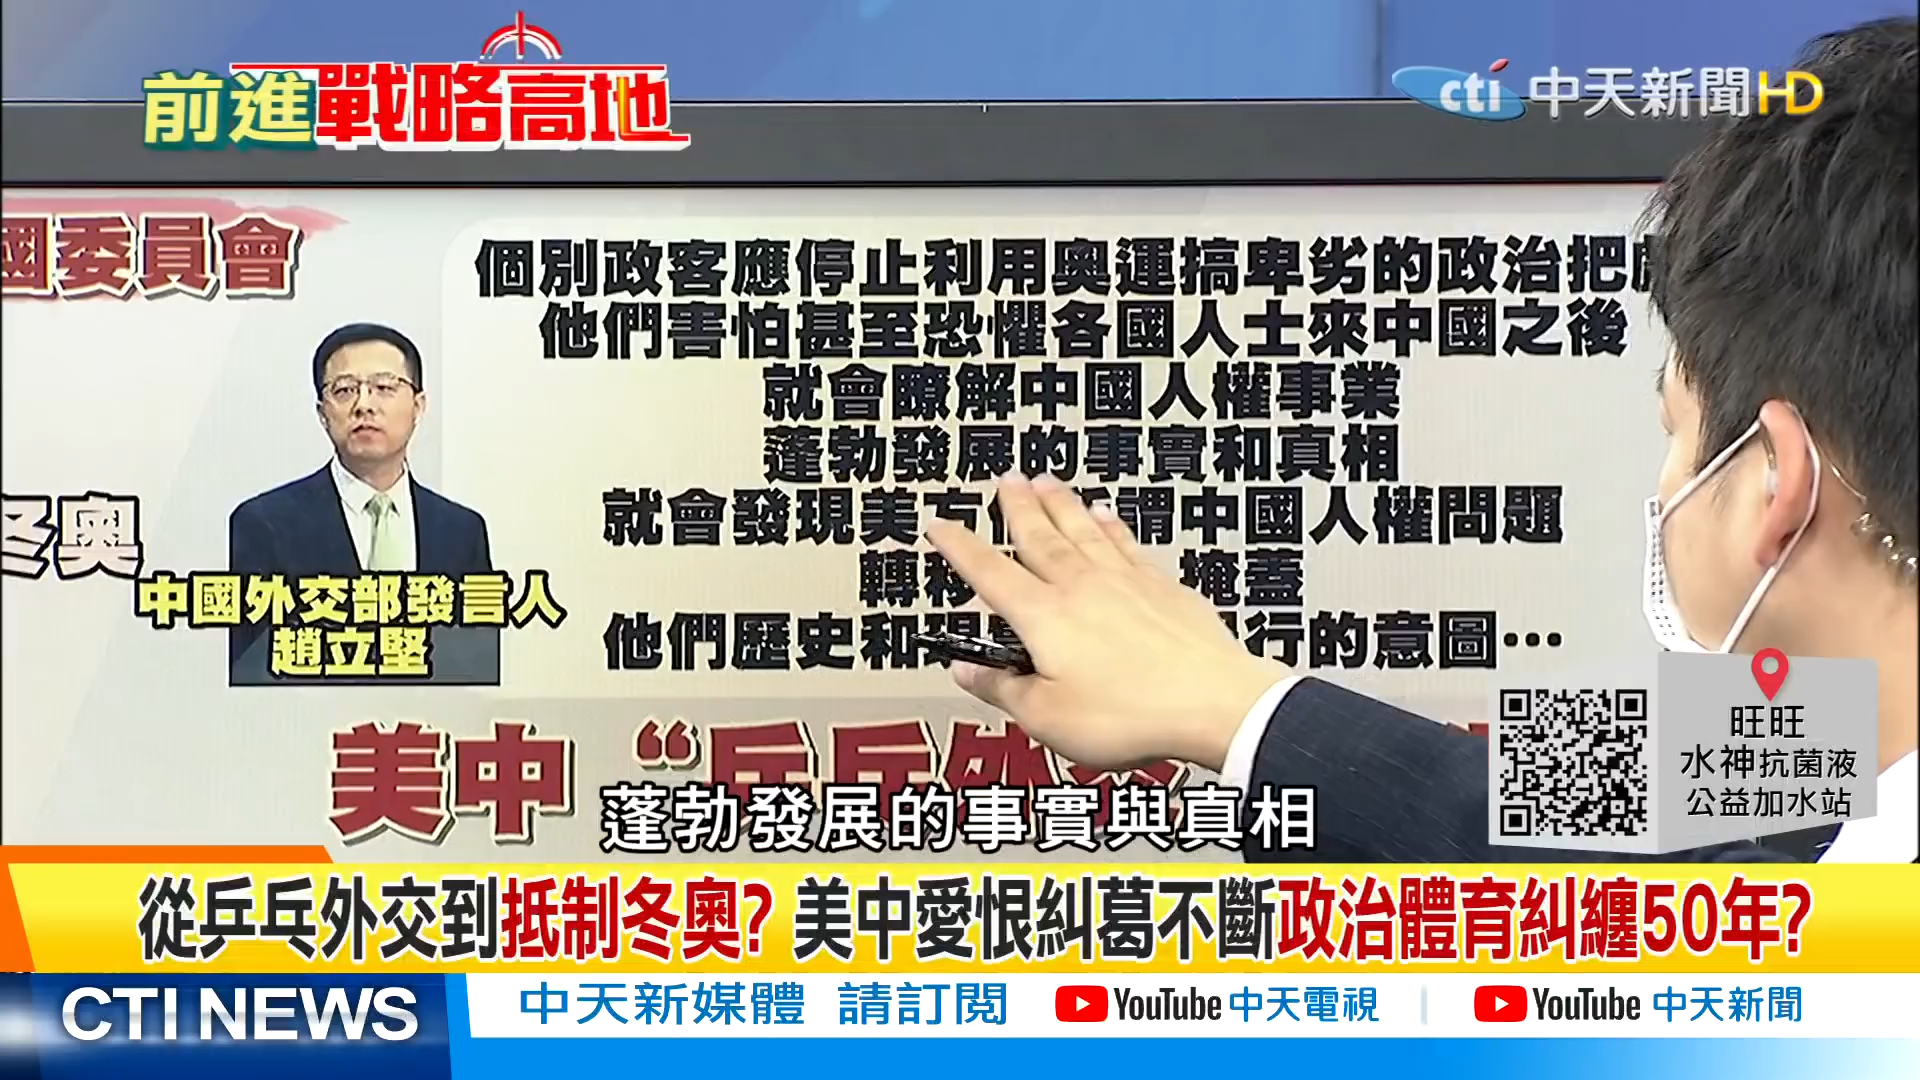 前進戰略高地
cti 中天新聞HD
國委員會
個別政客應停止利用奧運搞卑劣的政治把
他們害怕甚至恐懼各國人士來中國之後
就會瞭解中國人權事業
蓬勃發展的事實和真相
就會發現美方 謂中國人權問題
冬奧
轉移 掩蓋
他們歷史和現 行的意圖…
中國外交部發言人
趙立堅
美中“乒乓外交
旺旺
水神抗菌液
公益加水站
蓬勃發展的事實與真相
從乒乓外交到抵制冬奧? 美中愛恨糾葛不斷政治體育糾纏50年?
CTI NEWS 中天新媒體 請訂閱 YouTube 中天電視 YouTube 中天新聞